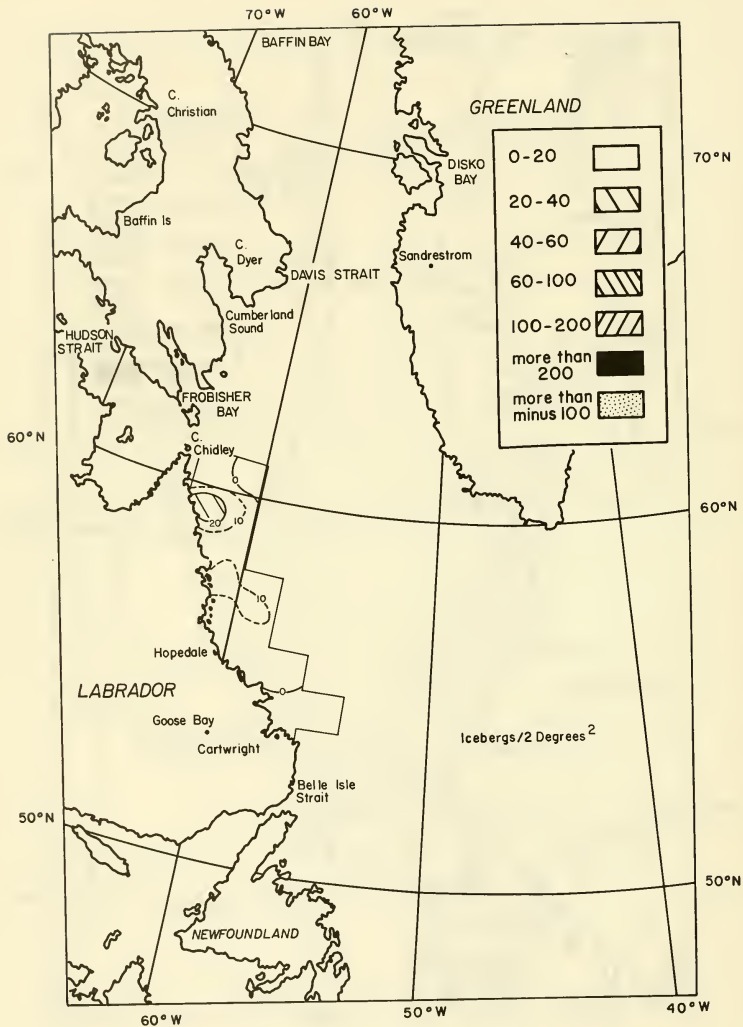 70°W 60°W
BAFFIN BAY
C.
Christian
GREENLAND
DISKO
BAY
70°N
Baffin Is
C.
Dyer
DAVIS STRAIT
Sandrestrom
Cumberland
Sound
HUDSON
STRAIT
FROBISHER
BAY
0-20
20-40
40-60
60-100
100-200
more than
200
more than
minus 100
60°N
C.
Chidley
0
60°N
20
10
10
Hopedale
LABRADOR
0
Goose Bay
Cartwright
Icebergs/2 Degrees²
Belle Isle
Strait
50°N
50°N
NEWFOUNDLAND
60°W
50°W
40°W